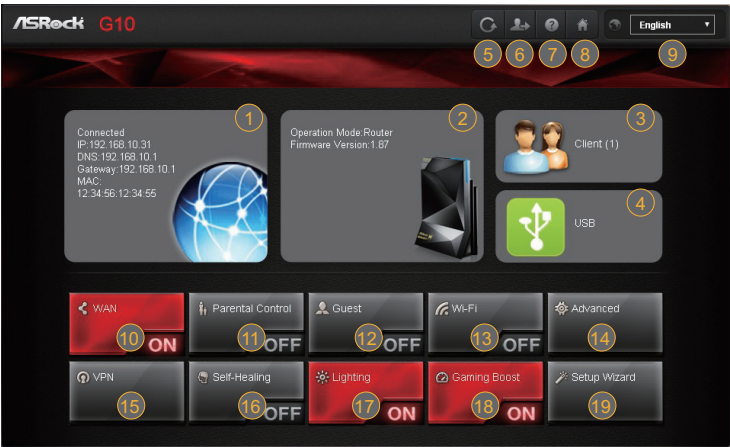 ASRock G10
English
5 6 7 8 9
1
Connected
IP:192.168.10.31
DNS:192.168.10.1
Gateway:192.168.10.1
MAC:
12:34:56:12:34:55
2
Operation Mode:Router
Firmware Version:1.87
3
Client (1)
4
USB
WAN
10 ON
Parental Control
11 OFF
Guest
12 OFF
Wi-Fi
13 OFF
Advanced
14
VPN
15
Self-Healing
16 OFF
Lighting
17 ON
Gaming Boost
18 ON
Setup Wizard
19